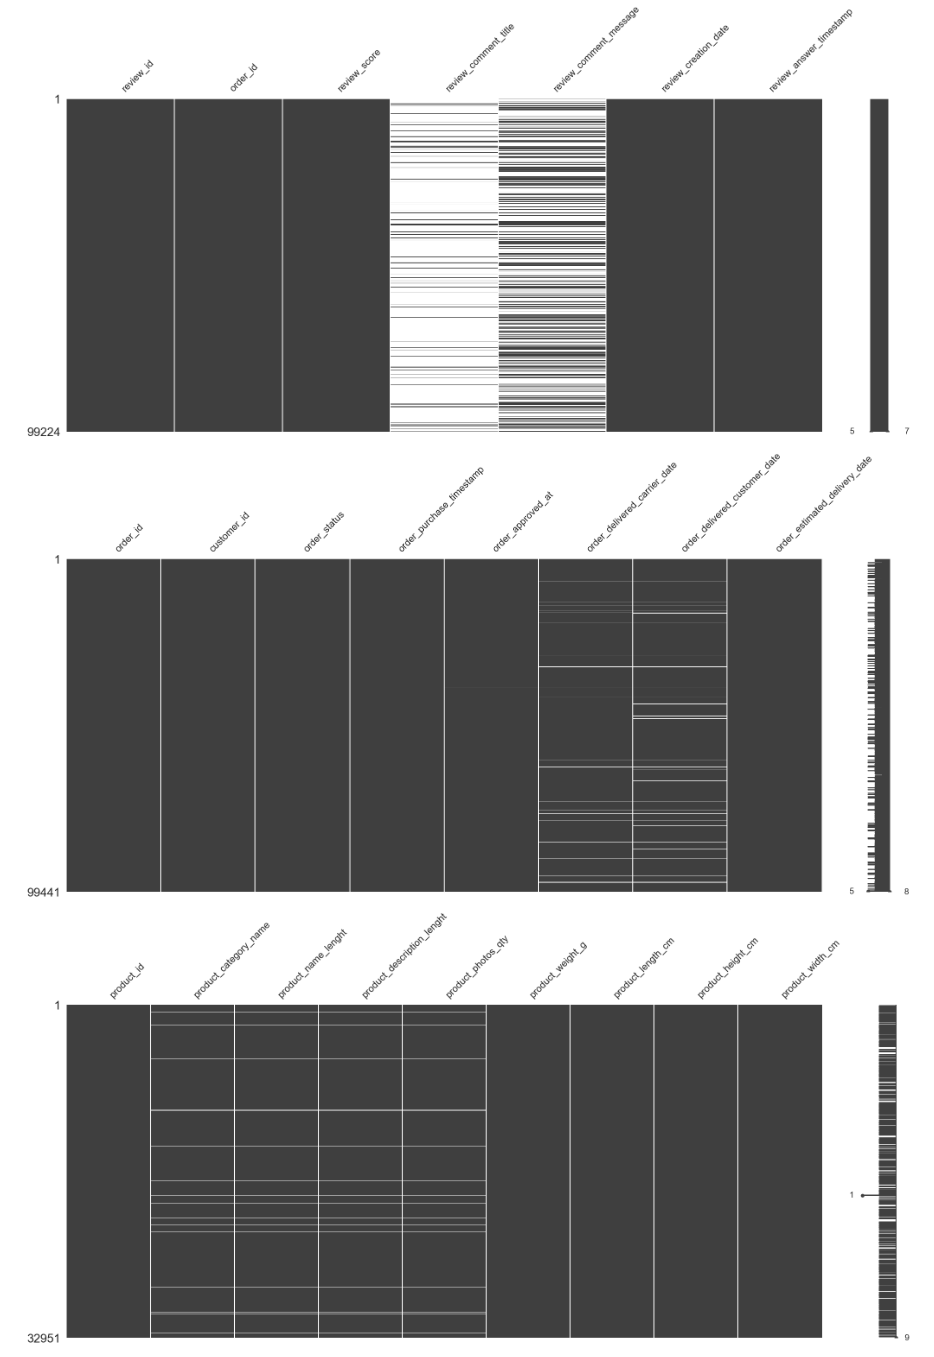 review_id
order_id
review_score
review_comment_title
review_comment_message
review_creation_date
review_answer_timestamp
1
99224
5
7
order_id
customer_id
order_status
order_purchase_timestamp
order_approved_at
order_delivered_carrier_date
order_delivered_customer_date
order_estimated_delivery_date
1
99441
5
8
product_id
product_category_name
product_name_lenght
product_description_lenght
product_photos_qty
product_weight_g
product_length_cm
product_height_cm
product_width_cm
1
1
32951
9